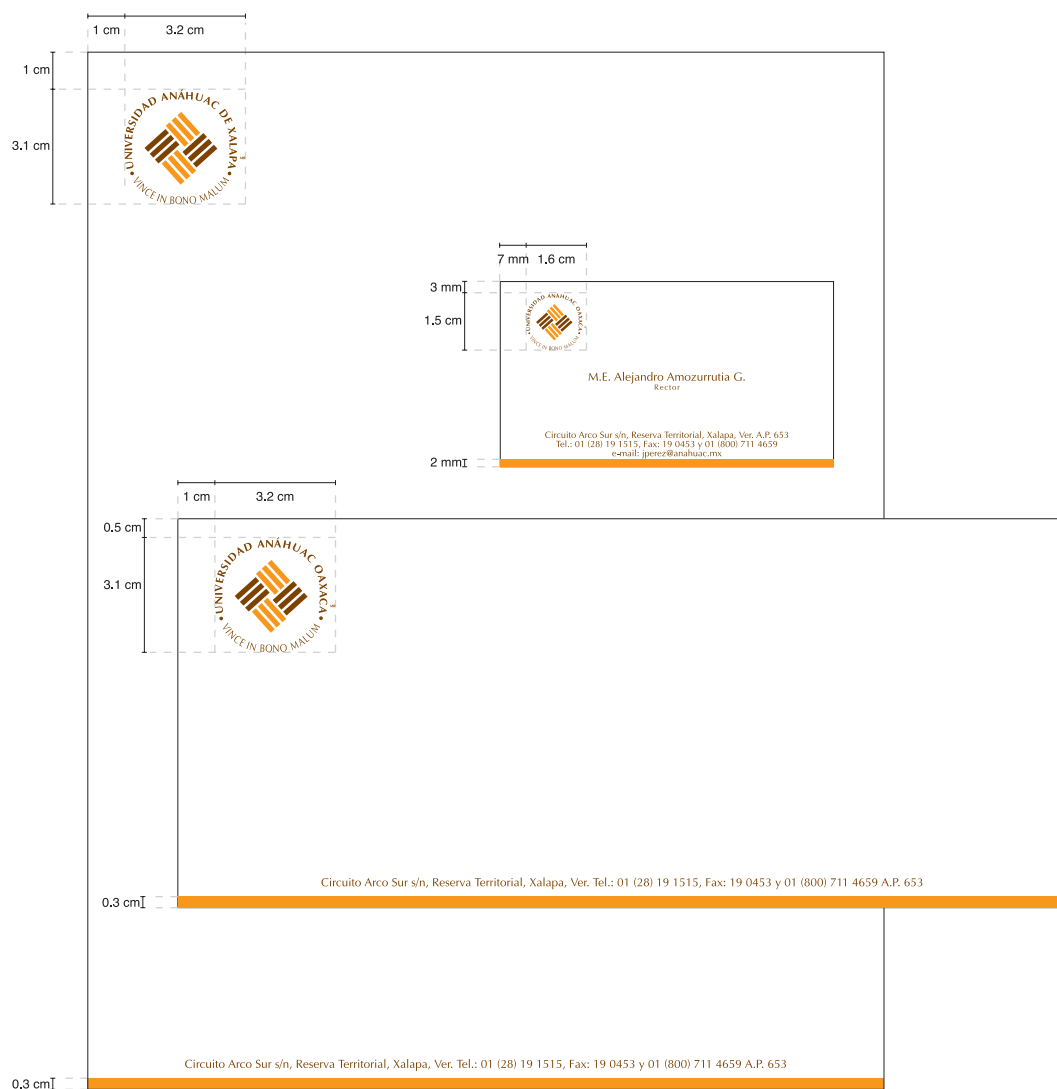 1 cm 3.2 cm
1 cm
3.1 cm
UNIVERSIDAD ANÁHUAC DE XALAPA
VINCE IN BONO MALUM
7 mm 1.6 cm
3 mm
1.5 cm
UNIVERSIDAD ANÁHUAC OAXACA
VINCE IN BONO MALUM
M.E. Alejandro Amozurrutia G.
Rector
Circuito Arco Sur s/n, Reserva Territorial, Xalapa, Ver. A.P. 653
Tel.: 01 (28) 19 1515, Fax: 19 0453 y 01 (800) 711 4659
e-mail: jperez@anahuac.mx
2 mm
1 cm 3.2 cm
0.5 cm
3.1 cm
UNIVERSIDAD ANÁHUAC OAXACA
VINCE IN BONO MALUM
Circuito Arco Sur s/n, Reserva Territorial, Xalapa, Ver. Tel.: 01 (28) 19 1515, Fax: 19 0453 y 01 (800) 711 4659 A.P. 653
0.3 cm
Circuito Arco Sur s/n, Reserva Territorial, Xalapa, Ver. Tel.: 01 (28) 19 1515, Fax: 19 0453 y 01 (800) 711 4659 A.P. 653
0.3 cm